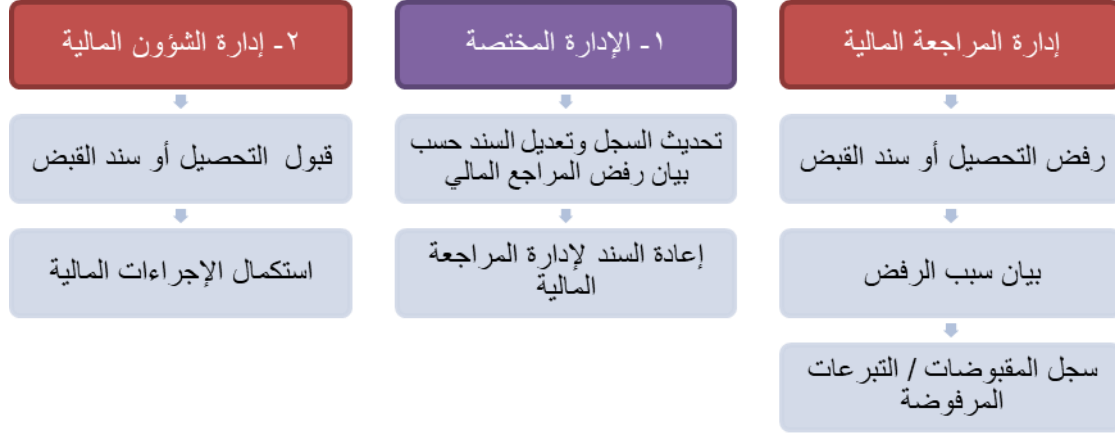 إدارة المراجعة المالية
رفض التحصيل أو سند القبض
بيان سبب الرفض
سجل المقبوضات / التبرعات
المرفوضة
١- الإدارة المختصة
تحديث السجل وتعديل السند حسب
بيان رفض المراجع المالي
إعادة السند لإدارة المراجعة
المالية
٢- إدارة الشؤون المالية
قبول التحصيل أو سند القبض
استكمال الإجراءات المالية